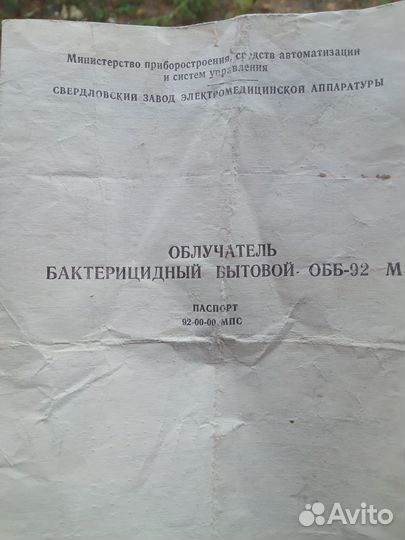 Министерство приборостроения, средств автоматизации
и систем управления
СВЕРДЛОВСКИЙ ЗАВОД ЭЛЕКТРОМЕДИЦИНСКОЙ АППАРАТУРЫ
ОБЛУЧАТЕЛЬ
БАКТЕРИЦИДНЫЙ БЫТОВОЙ ОББ-92 М
ПАСПОРТ
92-00-00 МПС
Avito